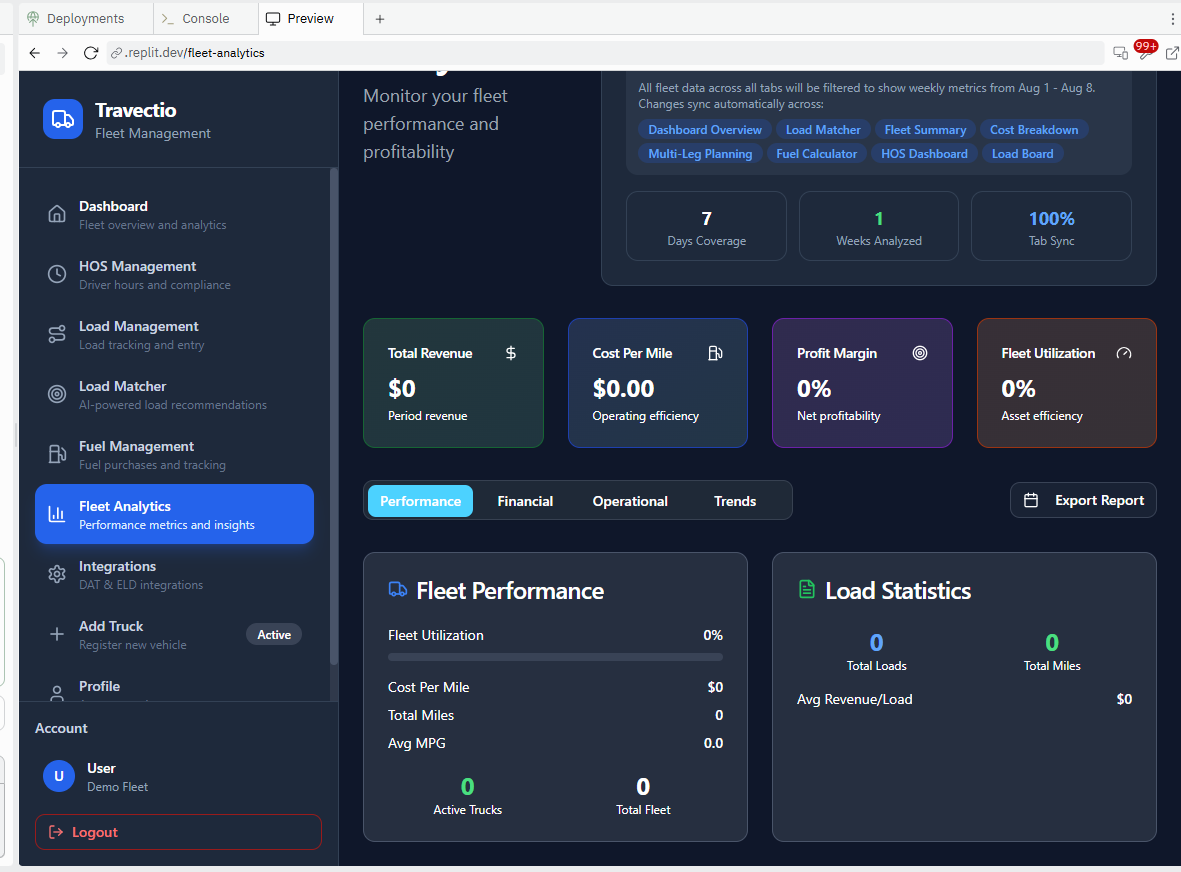 Deployments
Console
Preview
.replit.dev/fleet-analytics
99+
Travectio
Fleet Management
Dashboard
Fleet overview and analytics
HOS Management
Driver hours and compliance
Load Management
Load tracking and entry
Load Matcher
AI-powered load recommendations
Fuel Management
Fuel purchases and tracking
Fleet Analytics
Performance metrics and insights
Integrations
DAT & ELD integrations
Add Truck
Register new vehicle
Active
Profile
Account
U
User
Demo Fleet
Logout
Monitor your fleet
performance and
profitability
All fleet data across all tabs will be filtered to show weekly metrics from Aug 1 - Aug 8.
Changes sync automatically across:
Dashboard Overview
Load Matcher
Fleet Summary
Cost Breakdown
Multi-Leg Planning
Fuel Calculator
HOS Dashboard
Load Board
7
Days Coverage
1
Weeks Analyzed
100%
Tab Sync
Total Revenue
$0
Period revenue
Cost Per Mile
$0.00
Operating efficiency
Profit Margin
0%
Net profitability
Fleet Utilization
0%
Asset efficiency
Performance
Financial
Operational
Trends
Export Report
Fleet Performance
Fleet Utilization 0%
Cost Per Mile $0
Total Miles 0
Avg MPG 0.0
0
Active Trucks
0
Total Fleet
Load Statistics
0
Total Loads
0
Total Miles
Avg Revenue/Load $0